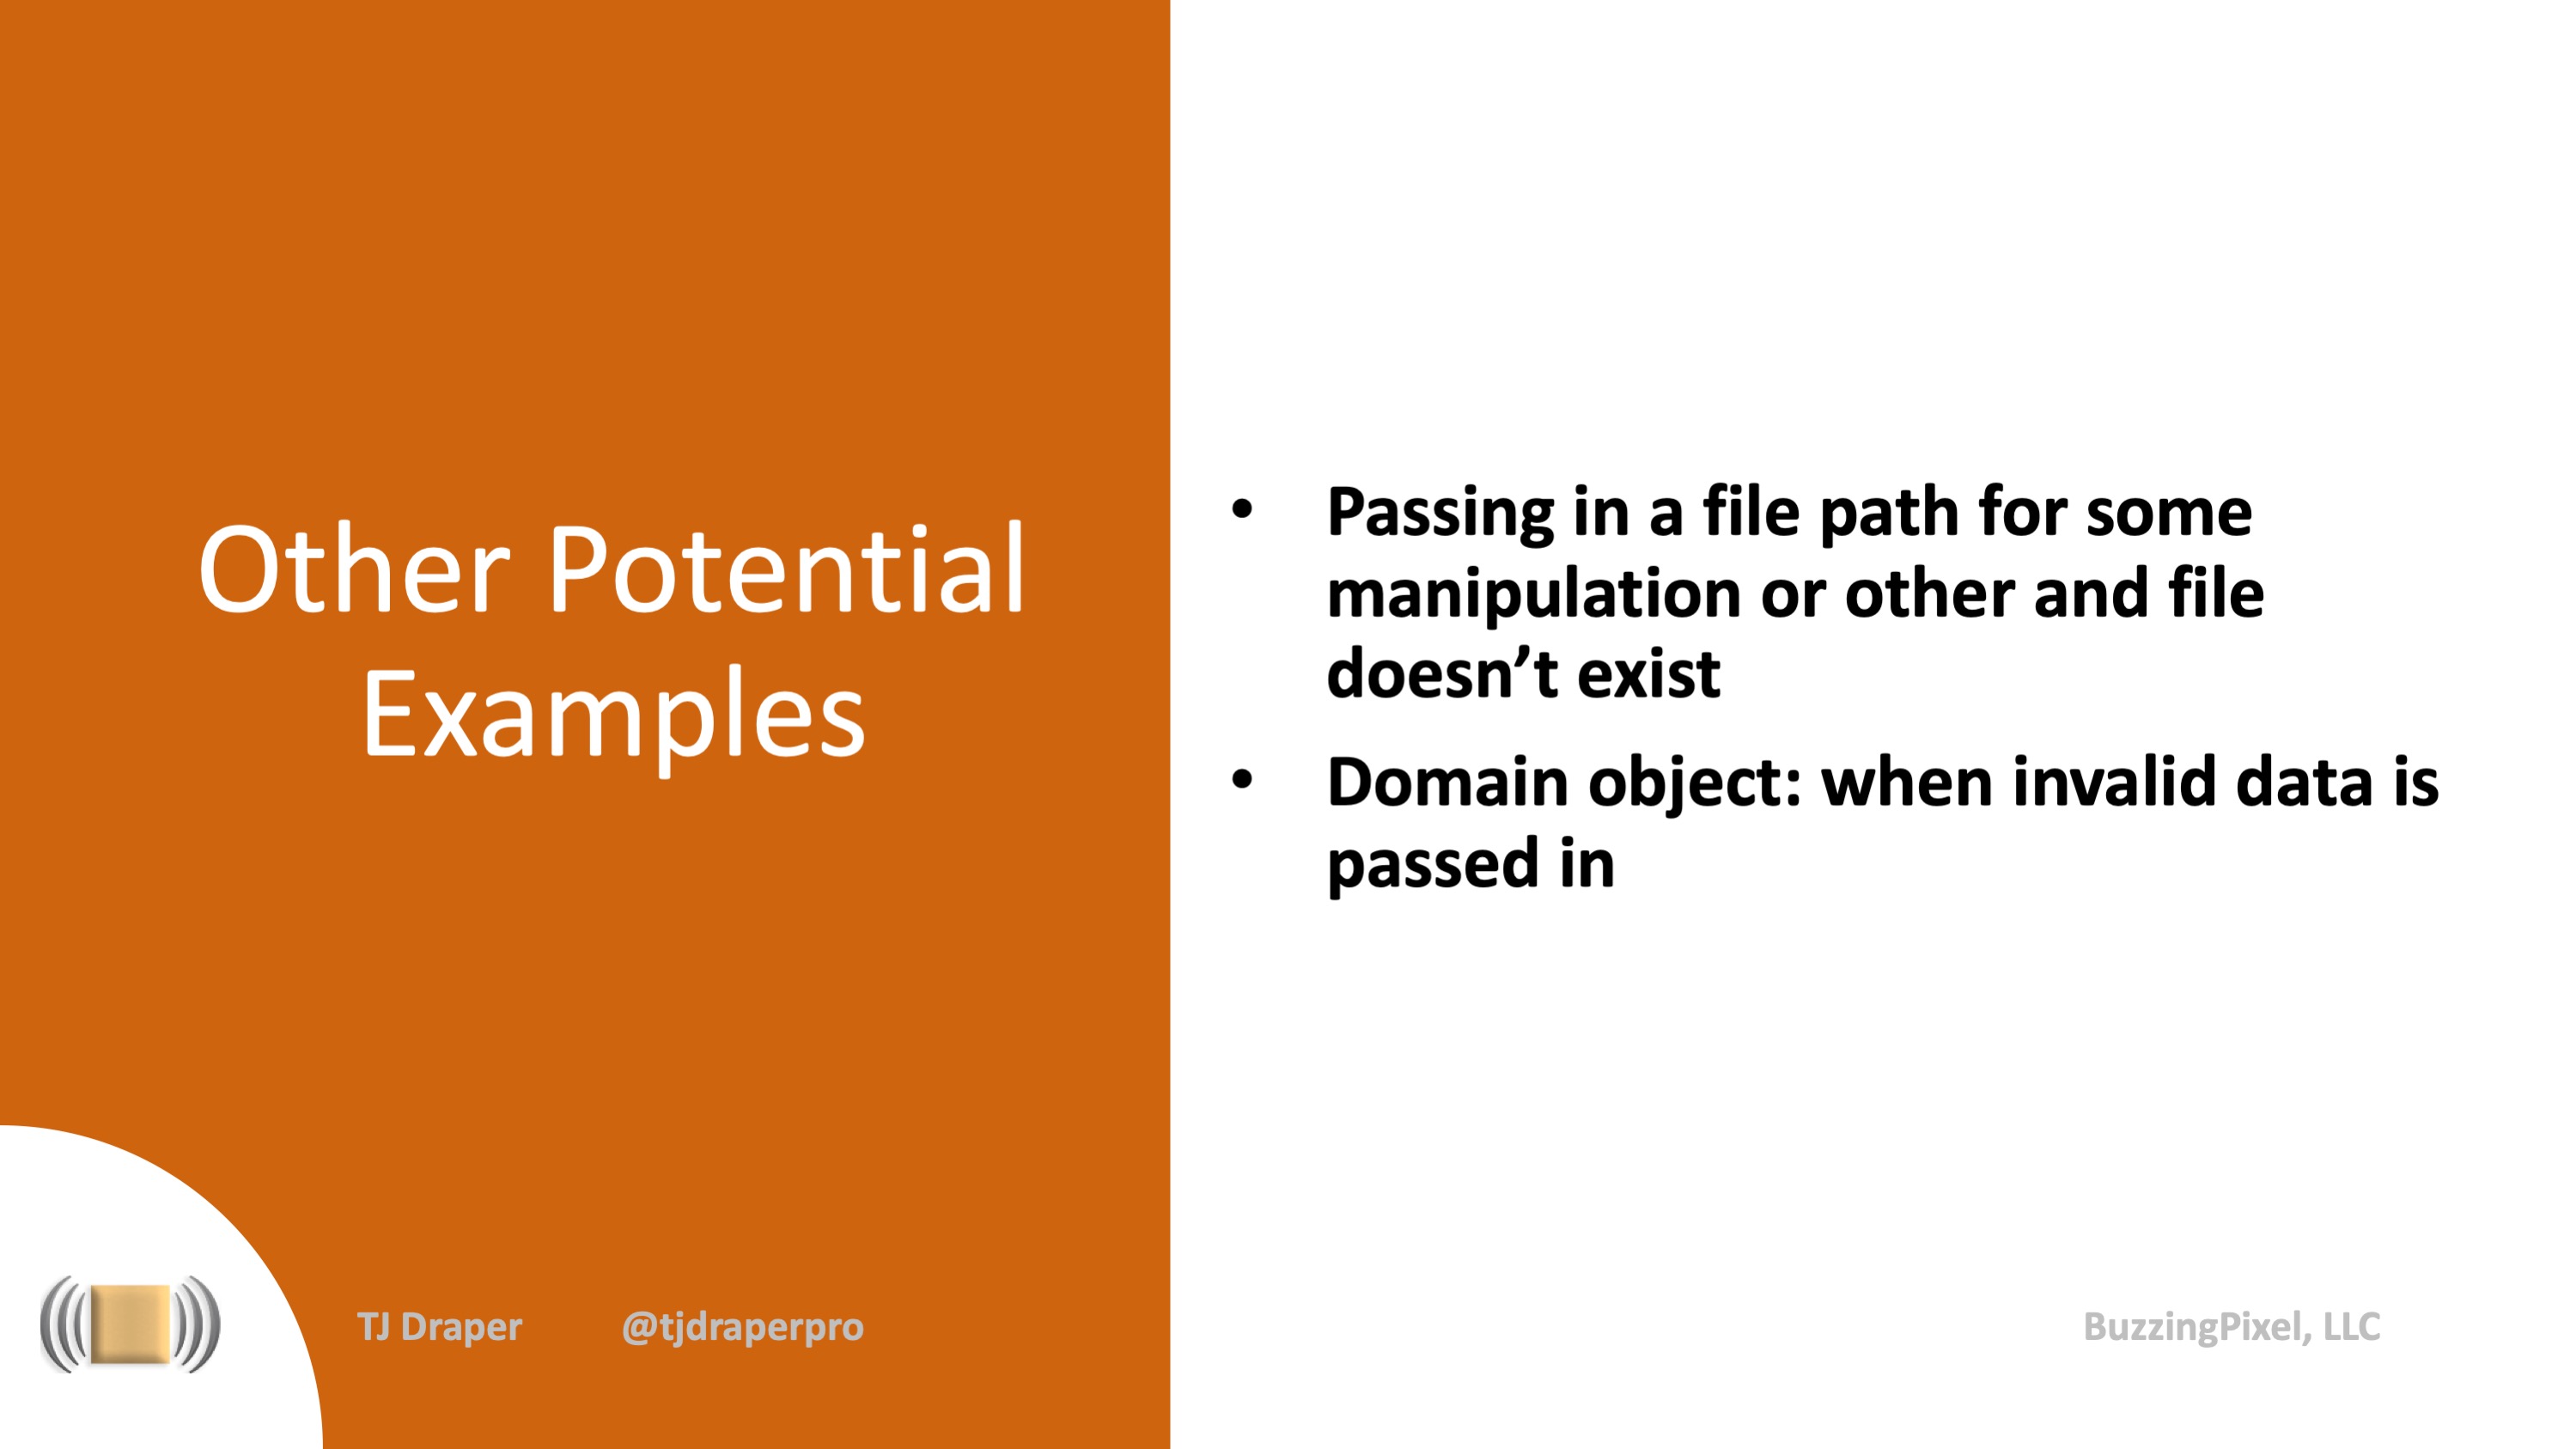 Other Potential
Examples
• Passing in a file path for some
manipulation or other and file
doesn’t exist
• Domain object: when invalid data is
passed in
TJ Draper @tjdraperpro
BuzzingPixel, LLC